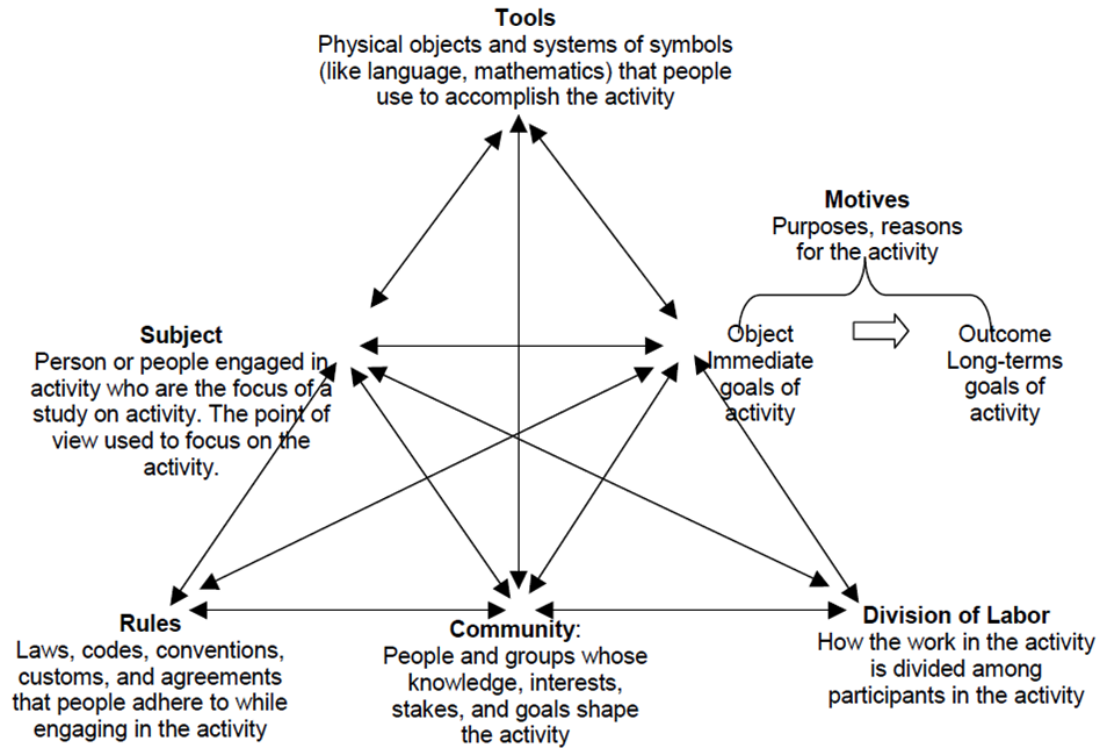 Tools
Physical objects and systems of symbols
(like language, mathematics) that people
use to accomplish the activity
Motives
Purposes, reasons
for the activity
Subject
Person or people engaged in
activity who are the focus of a
study on activity. The point of
view used to focus on the
activity.
Object
Immediate
goals of
activity
Outcome
Long-terms
goals of
activity
Rules
Laws, codes, conventions,
customs, and agreements
that people adhere to while
engaging in the activity
Community:
People and groups whose
knowledge, interests,
stakes, and goals shape
the activity
Division of Labor
How the work in the activity
is divided among
participants in the activity